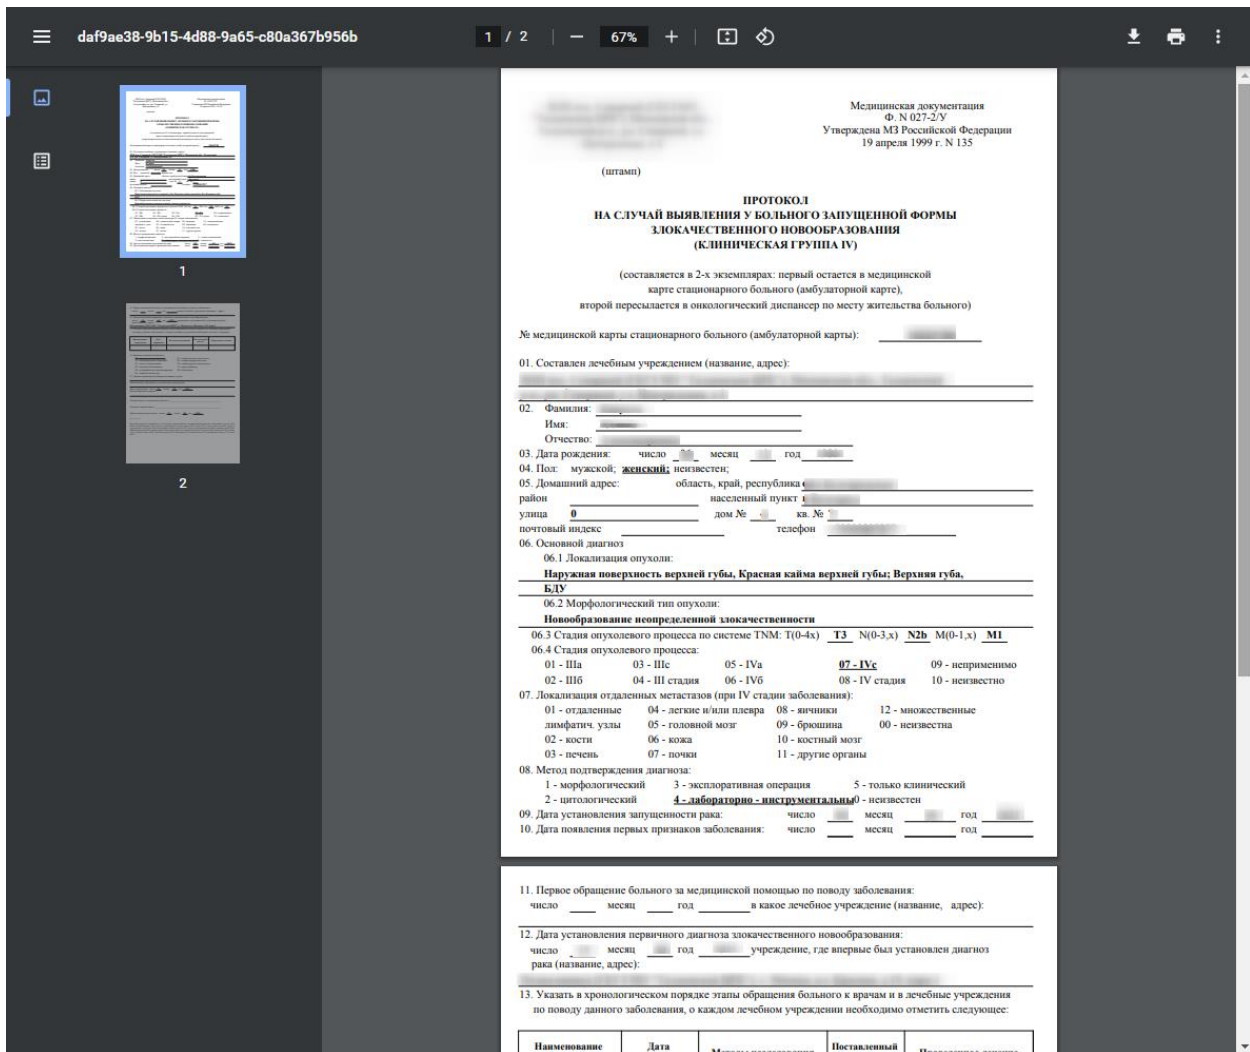 daf9ae38-9b15-4d88-9a65-c80a367b956b
1 / 2
67%
1
2
Медицинская документация
Ф. N 027-2/У
Утверждена МЗ Российской Федерации
19 апреля 1999 г. N 135
(штамп)
ПРОТОКОЛ
НА СЛУЧАЙ ВЫЯВЛЕНИЯ У БОЛЬНОГО ЗАПУЩЕННОЙ ФОРМЫ
ЗЛОКАЧЕСТВЕННОГО НОВООБРАЗОВАНИЯ
(КЛИНИЧЕСКАЯ ГРУППА IV)
(составляется в 2-х экземплярах: первый остается в медицинской
карте стационарного больного (амбулаторной карте),
второй пересылается в онкологический диспансер по месту жительства больного)
№ медицинской карты стационарного больного (амбулаторной карты):
01. Составлен лечебным учреждением (название, адрес):
02. Фамилия:
Имя:
Отчество:
03. Дата рождения: число месяц год
04. Пол: мужской; женский; неизвестен;
05. Домашний адрес: область, край, республика
район населенный пункт
улица 0 дом № кв. №
почтовый индекс телефон
06. Основной диагноз
06.1 Локализация опухоли:
Наружная поверхность верхней губы, Красная кайма верхней губы; Верхняя губа,
БДУ
06.2 Морфологический тип опухоли:
Новообразование неопределенной злокачественности
06.3 Стадия опухолевого процесса по системе TNM: T(0-4x) T3 N(0-3,x) N2b M(0-1,x) M1
06.4 Стадия опухолевого процесса:
01 - IIIа 03 - IIIс 05 - IVа 07 - IVс 09 - неприменимо
02 - IIIб 04 - III стадия 06 - IVб 08 - IV стадия 10 - неизвестно
07. Локализация отдаленных метастазов (при IV стадии заболевания):
01 - отдаленные 04 - легкие и/или плевра 08 - яичники 12 - множественные
лимфатич. узлы 05 - головной мозг 09 - брюшина 00 - неизвестна
02 - кости 06 - кожа 10 - костный мозг
03 - печень 07 - почки 11 - другие органы
08. Метод подтверждения диагноза:
1 - морфологический 3 - эксплоративная операция 5 - только клинический
2 - цитологический 4 - лабораторно - инструментальны0 - неизвестен
09. Дата установления запущенности рака: число месяц год
10. Дата появления первых признаков заболевания: число месяц год
11. Первое обращение больного за медицинской помощью по поводу заболевания:
число месяц год в какое лечебное учреждение (название, адрес):
12. Дата установления первичного диагноза злокачественного новообразования:
число месяц год учреждение, где впервые был установлен диагноз
рака (название, адрес):
13. Указать в хронологическом порядке этапы обращения больного к врачам и в лечебные учреждения
по поводу данного заболевания, о каждом лечебном учреждении необходимо отметить следующее:
Наименование Дата Поставленный